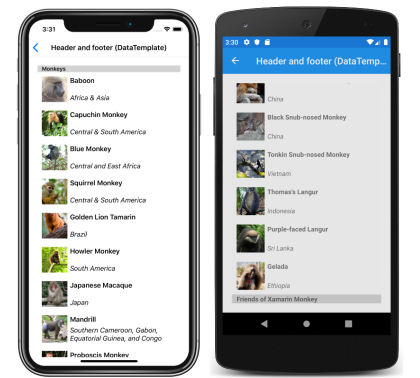 3:31
Header and footer (DataTemplate)
Monkeys
Baboon
Africa & Asia
Capuchin Monkey
Central & South America
Blue Monkey
Central and East Africa
Squirrel Monkey
Central & South America
Golden Lion Tamarin
Brazil
Howler Monkey
South America
Japanese Macaque
Japan
Mandrill
Southern Cameroon, Gabon,
Equatorial Guinea, and Congo
Proboscis Monkey
3:30
Header and footer (DataTemp...
China
Black Snub-nosed Monkey
China
Tonkin Snub-nosed Monkey
Vietnam
Thomas's Langur
Indonesia
Purple-faced Langur
Sri Lanka
Gelada
Ethiopia
Friends of Xamarin Monkey